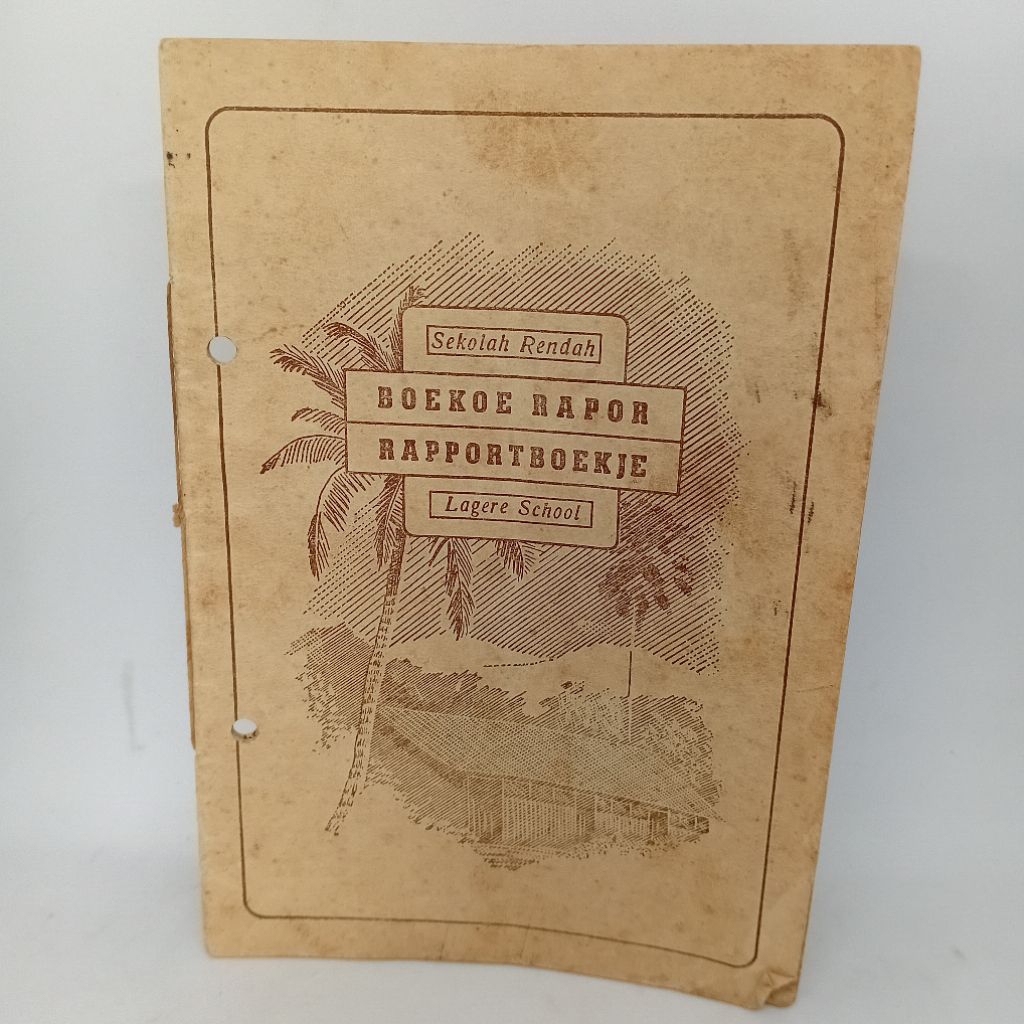 Sekolah Rendah
BOEKOE RAPOR
RAPPORTBOEKJE
Lagere School